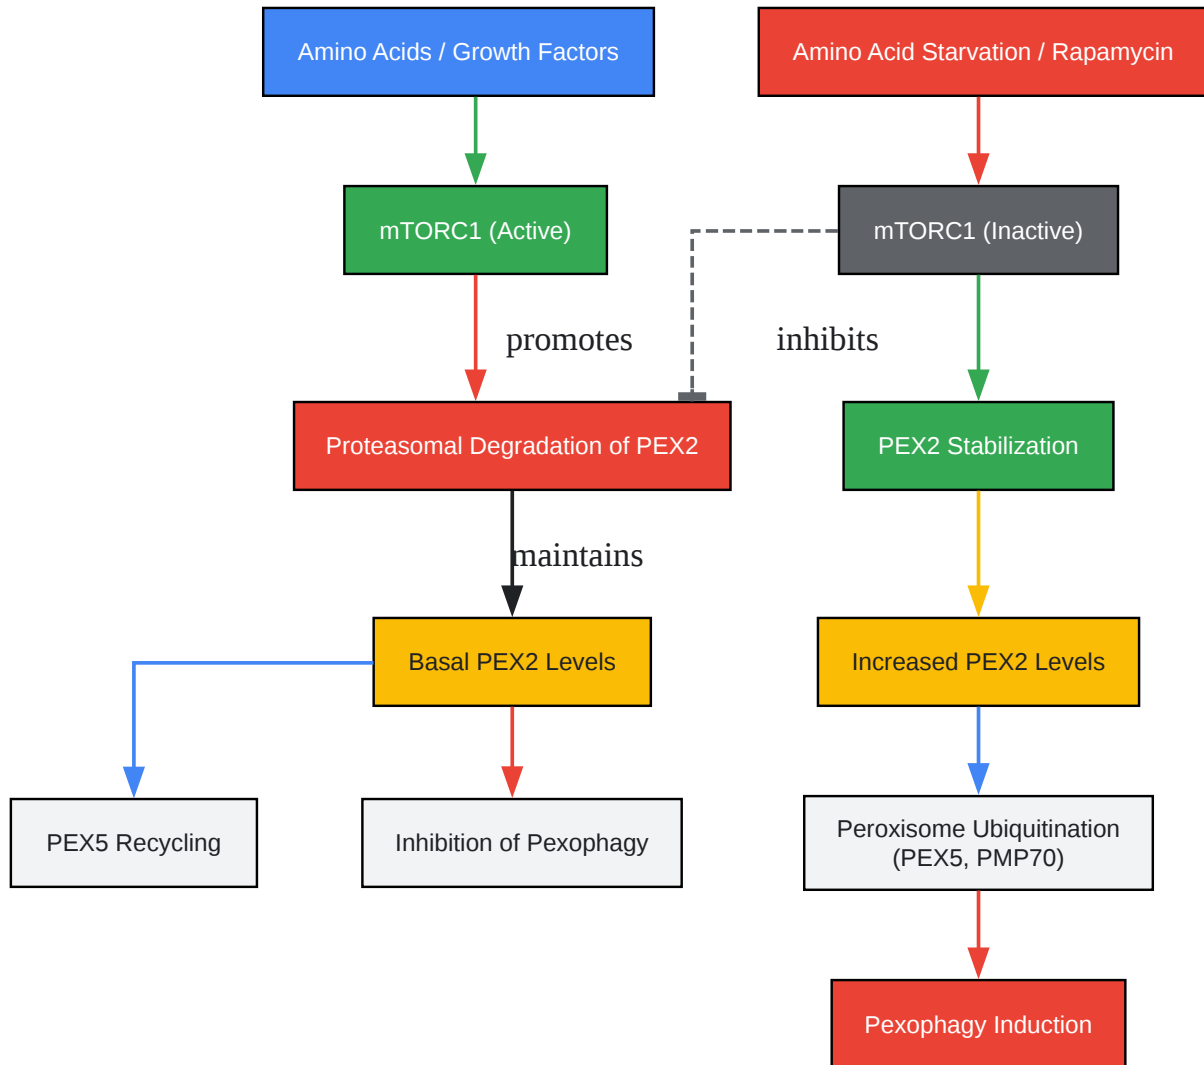 Amino Acids / Growth Factors
Amino Acid Starvation / Rapamycin
mTORC1 (Active)
mTORC1 (Inactive)
promotes
inhibits
Proteasomal Degradation of PEX2
PEX2 Stabilization
maintains
Basal PEX2 Levels
Increased PEX2 Levels
PEX5 Recycling
Inhibition of Pexophagy
Peroxisome Ubiquitination
(PEX5, PMP70)
Pexophagy Induction